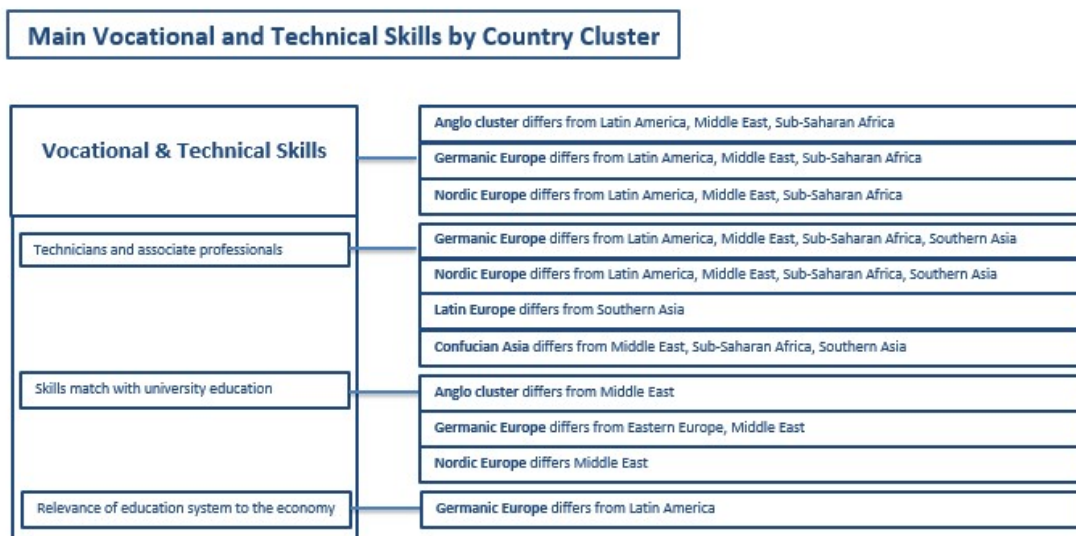 Main Vocational and Technical Skills by Country Cluster
Vocational & Technical Skills
Anglo cluster differs from Latin America, Middle East, Sub-Saharan Africa
Germanic Europe differs from Latin America, Middle East, Sub-Saharan Africa
Nordic Europe differs from Latin America, Middle East, Sub-Saharan Africa
Technicians and associate professionals
Germanic Europe differs from Latin America, Middle East, Sub-Saharan Africa, Southern Asia
Nordic Europe differs from Latin America, Middle East, Sub-Saharan Africa, Southern Asia
Latin Europe differs from Southern Asia
Confucian Asia differs from Middle East, Sub-Saharan Africa, Southern Asia
Skills match with university education
Anglo cluster differs from Middle East
Germanic Europe differs from Eastern Europe, Middle East
Nordic Europe differs Middle East
Relevance of education system to the economy
Germanic Europe differs from Latin America